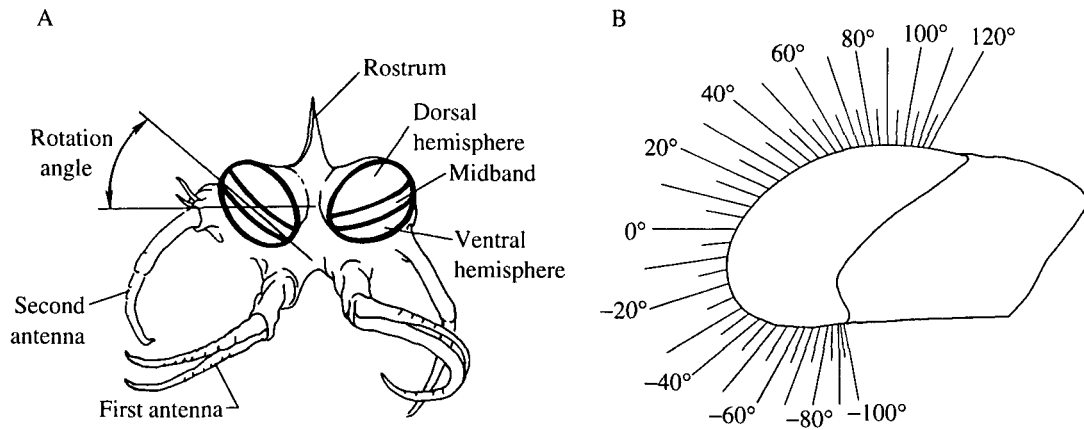 A
Rostrum
Dorsal
hemisphere
Rotation
angle
Midband
Ventral
hemisphere
Second
antenna
First antenna
B
120°
100°
80°
60°
40°
20°
0°
−20°
−40°
−60°
−80°
−100°